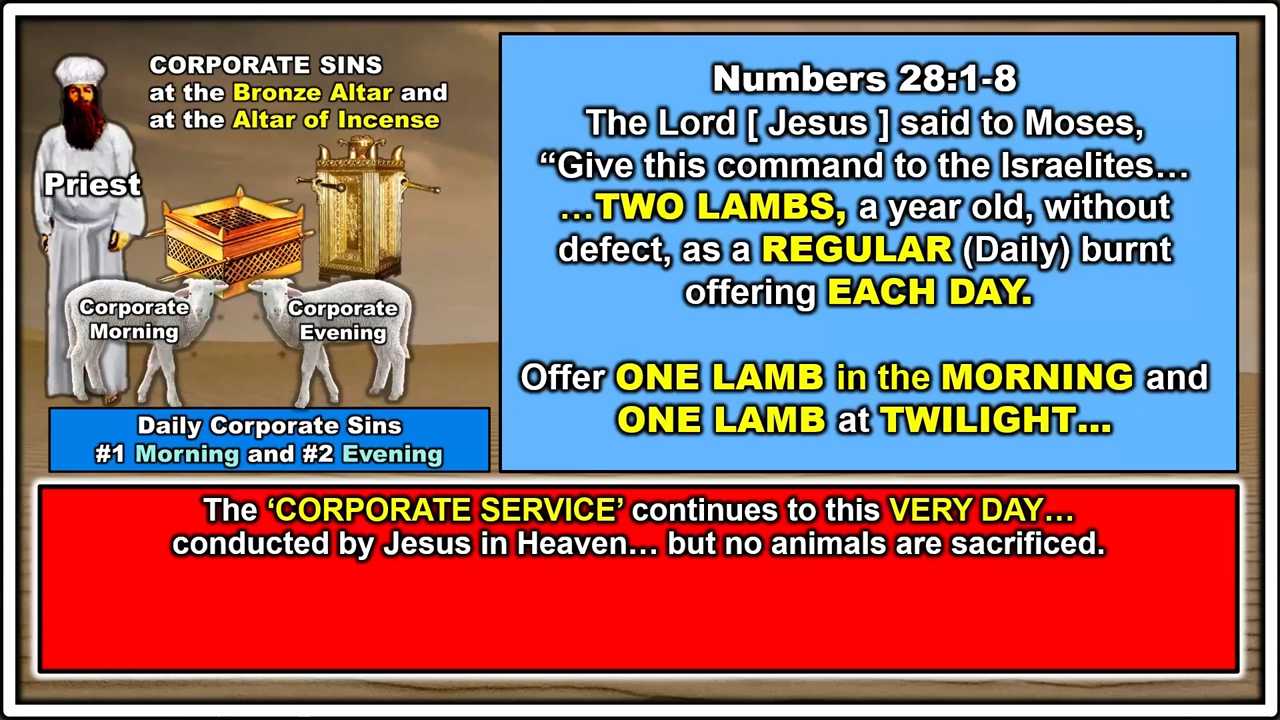 CORPORATE SINS
at the Bronze Altar and
at the Altar of Incense
Priest
Corporate
Morning
Corporate
Evening
Daily Corporate Sins
#1 Morning and #2 Evening
Numbers 28:1-8
The Lord [ Jesus ] said to Moses,
“Give this command to the Israelites…
…TWO LAMBS, a year old, without
defect, as a REGULAR (Daily) burnt
offering EACH DAY.
Offer ONE LAMB in the MORNING and
ONE LAMB at TWILIGHT…
The ‘CORPORATE SERVICE’ continues to this VERY DAY…
conducted by Jesus in Heaven… but no animals are sacrificed.